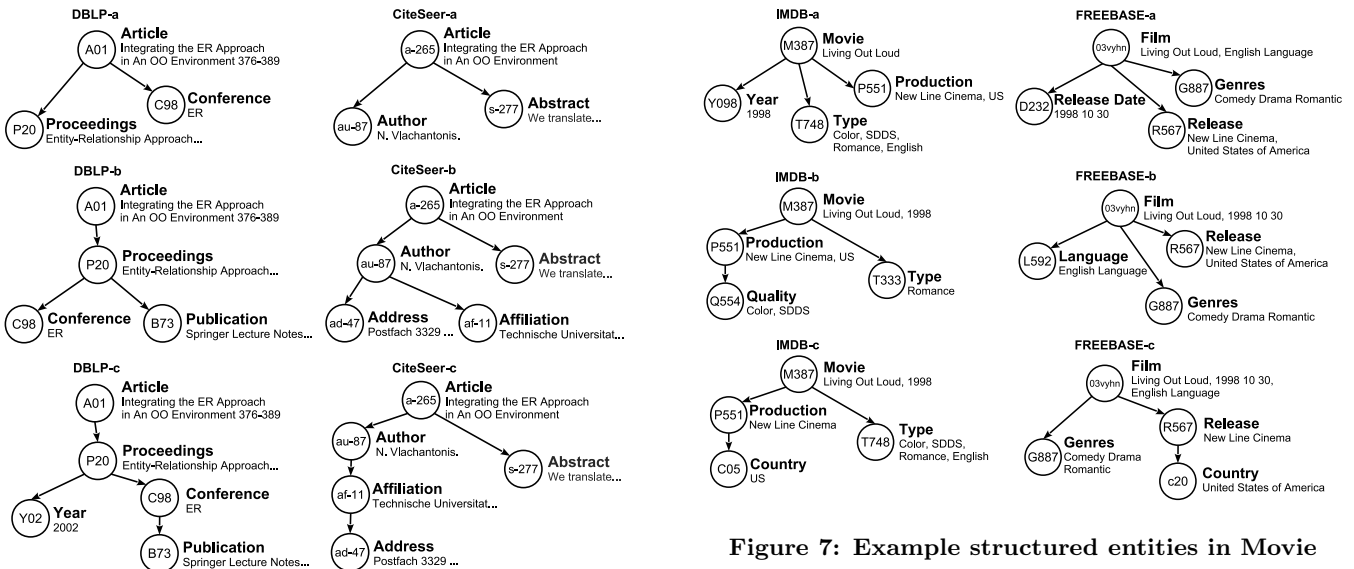 DBLP-a
A01
Article
Integrating the ER Approach
in An OO Environment 376-389
C98
Conference
ER
P20
Proceedings
Entity-Relationship Approach...
CiteSeer-a
a-265
Article
Integrating the ER Approach
in An OO Environment
s-277
Abstract
We translate...
au-87
Author
N. Vlachantonis.
DBLP-b
A01
Article
Integrating the ER Approach
in An OO Environment 376-389
P20
Proceedings
Entity-Relationship Approach...
C98
Conference
ER
B73
Publication
Springer Lecture Notes...
CiteSeer-b
a-265
Article
Integrating the ER Approach
in An OO Environment
au-87
Author
N. Vlachantonis.
s-277
Abstract
We translate...
ad-47
Address
Postfach 3329 ...
af-11
Affiliation
Technische Universitat...
DBLP-c
A01
Article
Integrating the ER Approach
in An OO Environment 376-389
P20
Proceedings
Entity-Relationship Approach...
Y02
Year
2002
C98
Conference
ER
B73
Publication
Springer Lecture Notes...
CiteSeer-c
a-265
Article
Integrating the ER Approach
in An OO Environment
au-87
Author
N. Vlachantonis.
s-277
Abstract
We translate...
af-11
Affiliation
Technische Universitat...
ad-47
Address
Postfach 3329 ...
IMDB-a
M387
Movie
Living Out Loud
Y098
Year
1998
T748
Type
Color, SDDS,
Romance, English
P551
Production
New Line Cinema, US
FREEBASE-a
03vyhn
Film
Living Out Loud, English Language
G887
Genres
Comedy Drama Romantic
D232
Release Date
1998 10 30
R567
Release
New Line Cinema,
United States of America
IMDB-b
M387
Movie
Living Out Loud, 1998
P551
Production
New Line Cinema, US
T333
Type
Romance
Q554
Quality
Color, SDDS
FREEBASE-b
03vyhn
Film
Living Out Loud, 1998 10 30
R567
Release
New Line Cinema,
United States of America
L592
Language
English Language
G887
Genres
Comedy Drama Romantic
IMDB-c
M387
Movie
Living Out Loud, 1998
P551
Production
New Line Cinema
T748
Type
Color, SDDS,
Romance, English
C05
Country
US
FREEBASE-c
03vyhn
Film
Living Out Loud, 1998 10 30,
English Language
R567
Release
New Line Cinema
G887
Genres
Comedy Drama
Romantic
c20
Country
United States of America
Figure 7: Example structured entities in Movie